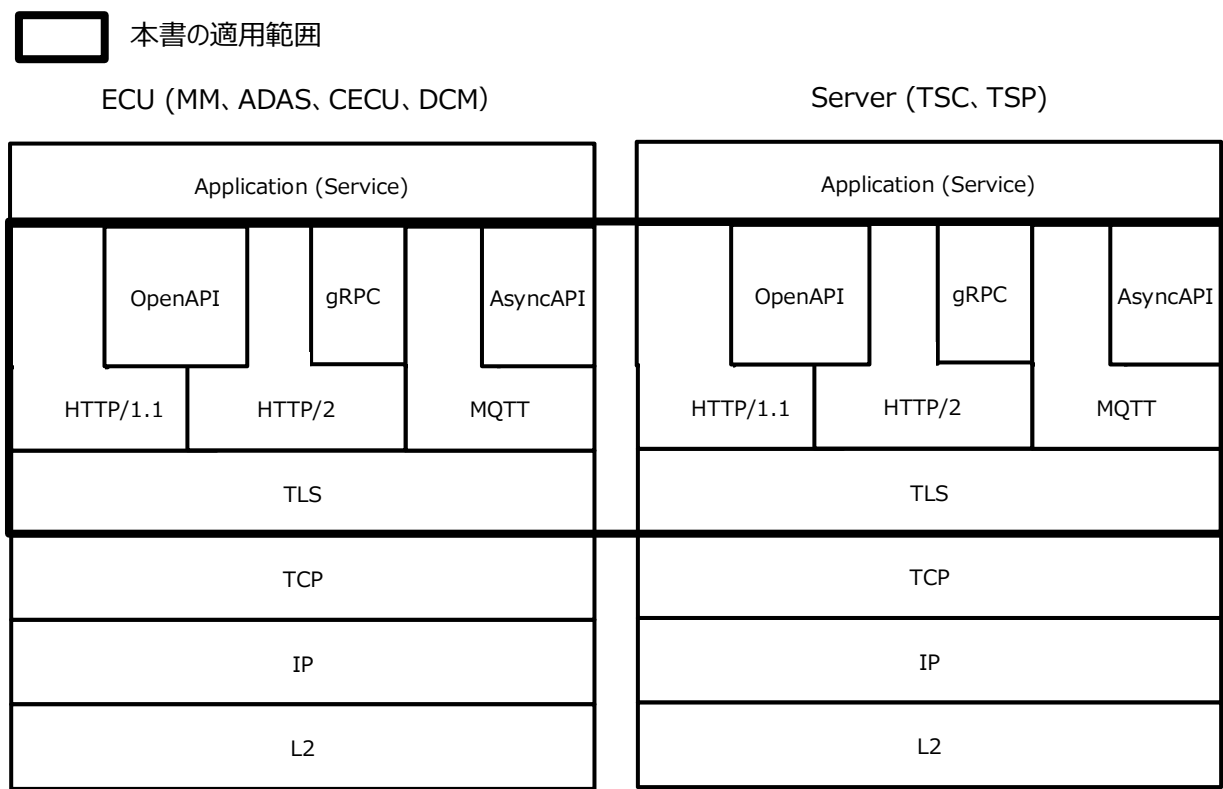 本書の適用範囲
ECU (MM、ADAS、CECU、DCM)
Server (TSC、TSP)
Application (Service)
Application (Service)
OpenAPI
gRPC
AsyncAPI
OpenAPI
gRPC
AsyncAPI
HTTP/1.1
HTTP/2
MQTT
HTTP/1.1
HTTP/2
MQTT
TLS
TLS
TCP
TCP
IP
IP
L2
L2